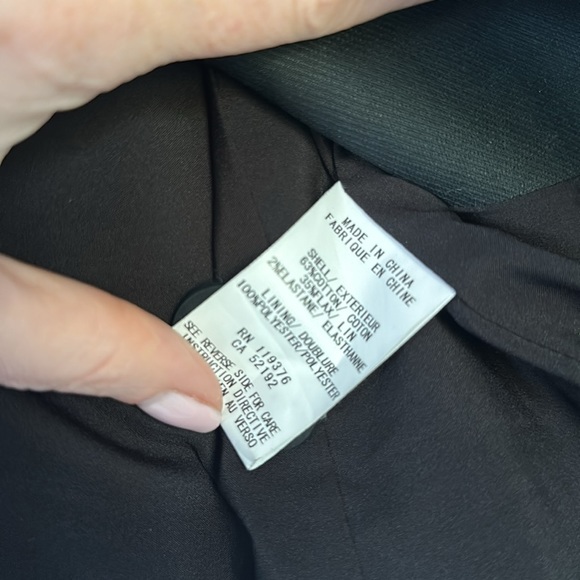 MADE IN CHINA
FABRIQUE EN CHINE
SHELL/ EXTERIEUR
63%COTTON/ COTON
35%FLAX/ LIN
2%ELASTANE/ ELASTHANNE
LINING/ DOUBLURE
100%POLYESTER/POLYESTER
RN 119376
CA 52192
SEE REVERSE SIDE FOR CARE
INSTRUCTION DIRECTIVE
AU VERSO